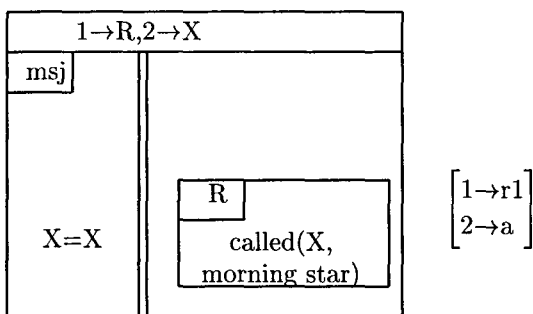 1→R,2→X
msj
R
[1→r1
2→a]
X=X
called(X,
morning star)